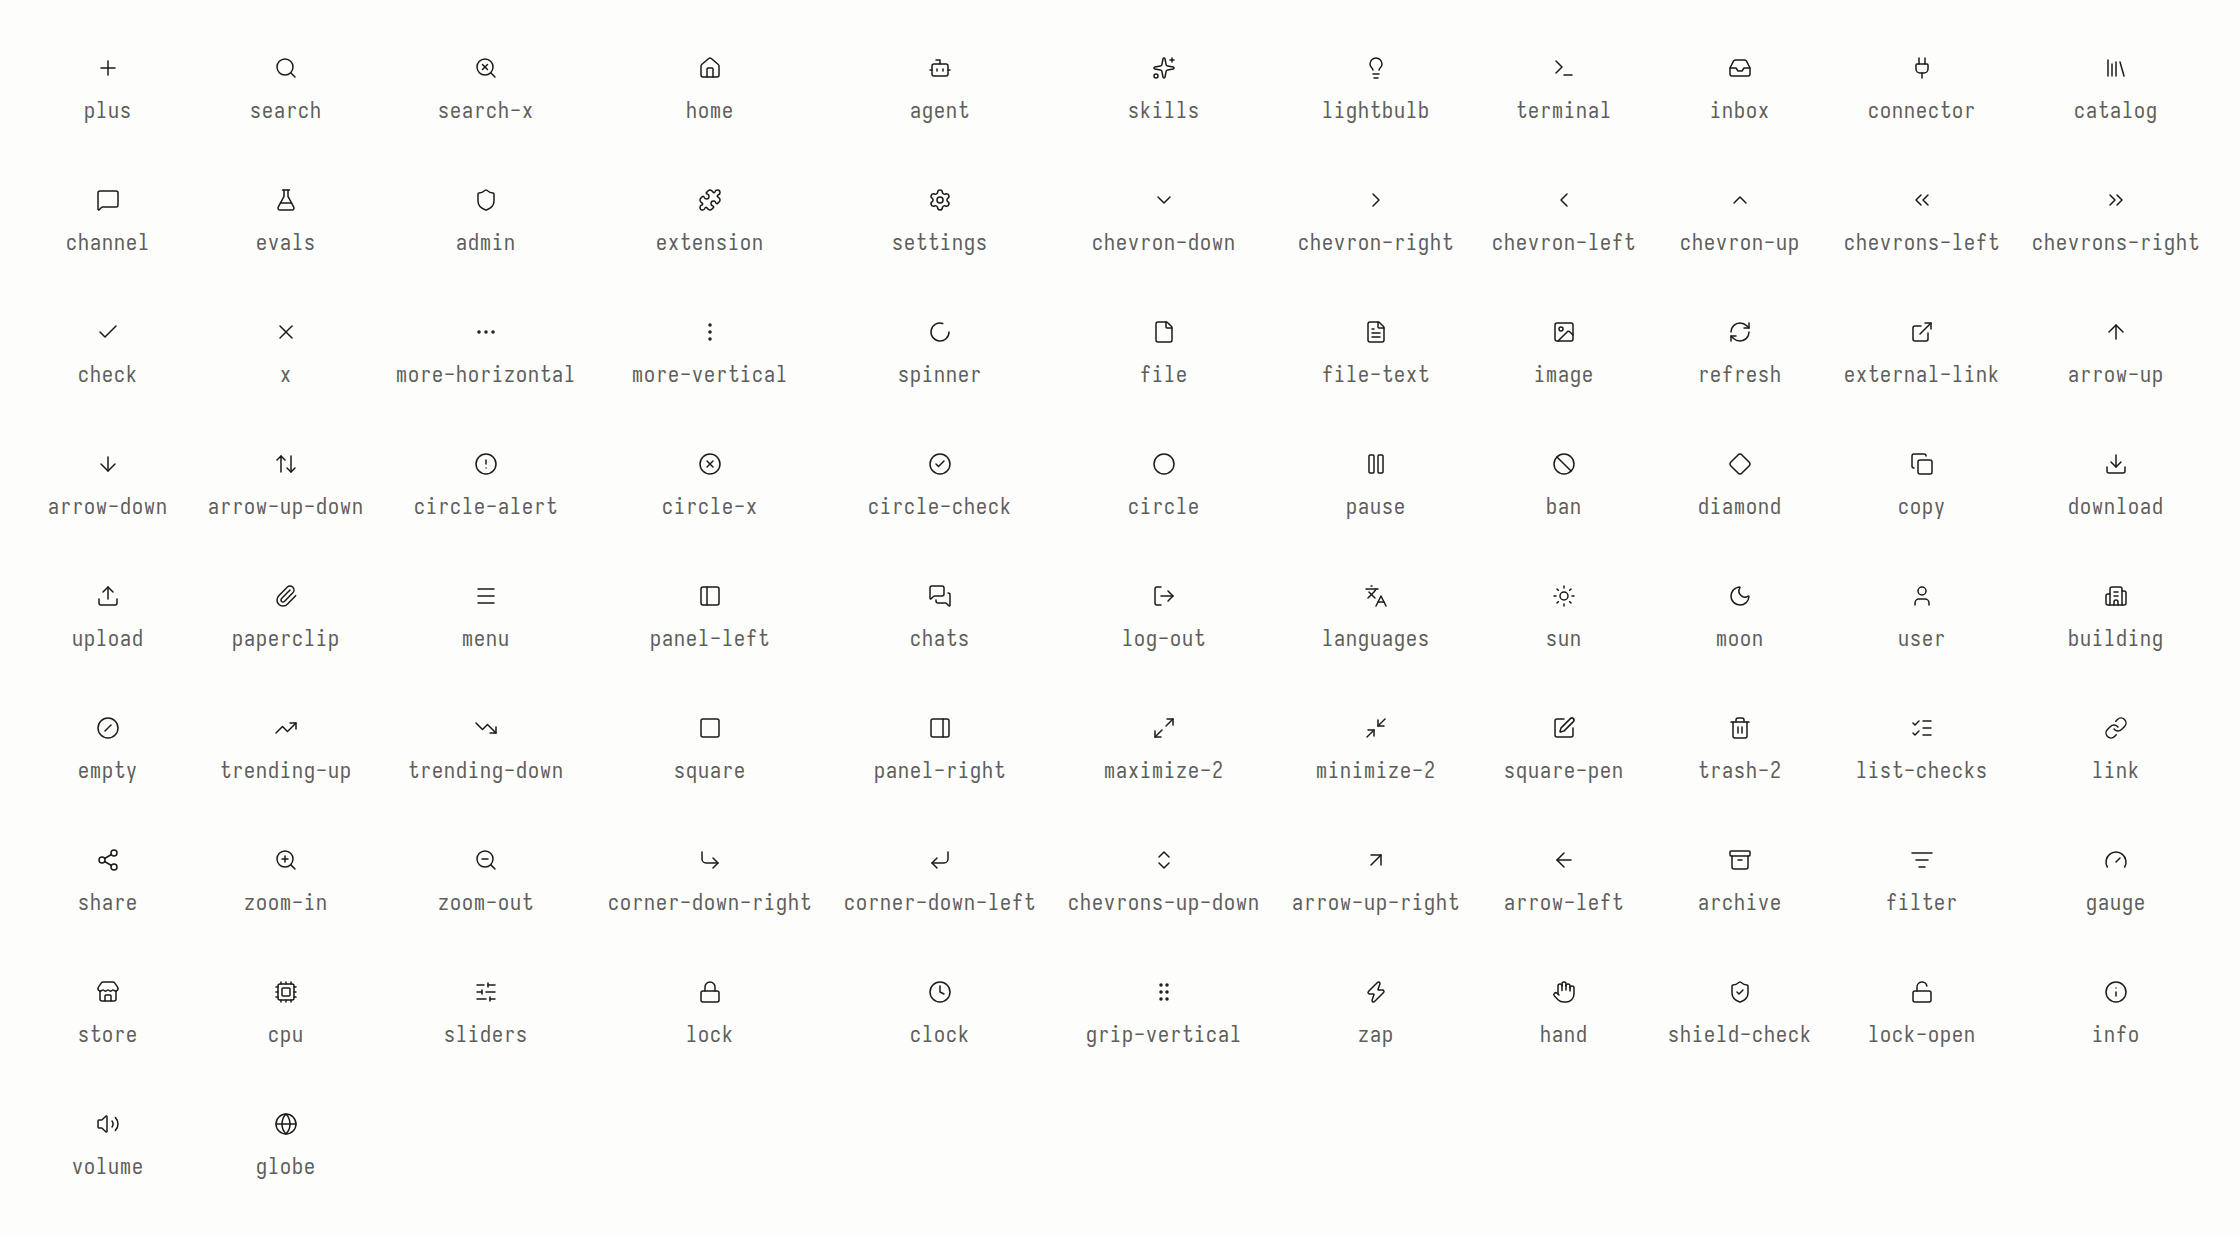 plus search search-x home agent skills lightbulb terminal inbox connector catalog
channel evals admin extension settings chevron-down chevron-right chevron-left chevron-up chevrons-left chevrons-right
check x more-horizontal more-vertical spinner file file-text image refresh external-link arrow-up
arrow-down arrow-up-down circle-alert circle-x circle-check circle pause ban diamond copy download
upload paperclip menu panel-left chats log-out languages sun moon user building
empty trending-up trending-down square panel-right maximize-2 minimize-2 square-pen trash-2 list-checks link
share zoom-in zoom-out corner-down-right corner-down-left chevrons-up-down arrow-up-right arrow-left archive filter gauge
store cpu sliders lock clock grip-vertical zap hand shield-check lock-open info
volume globe